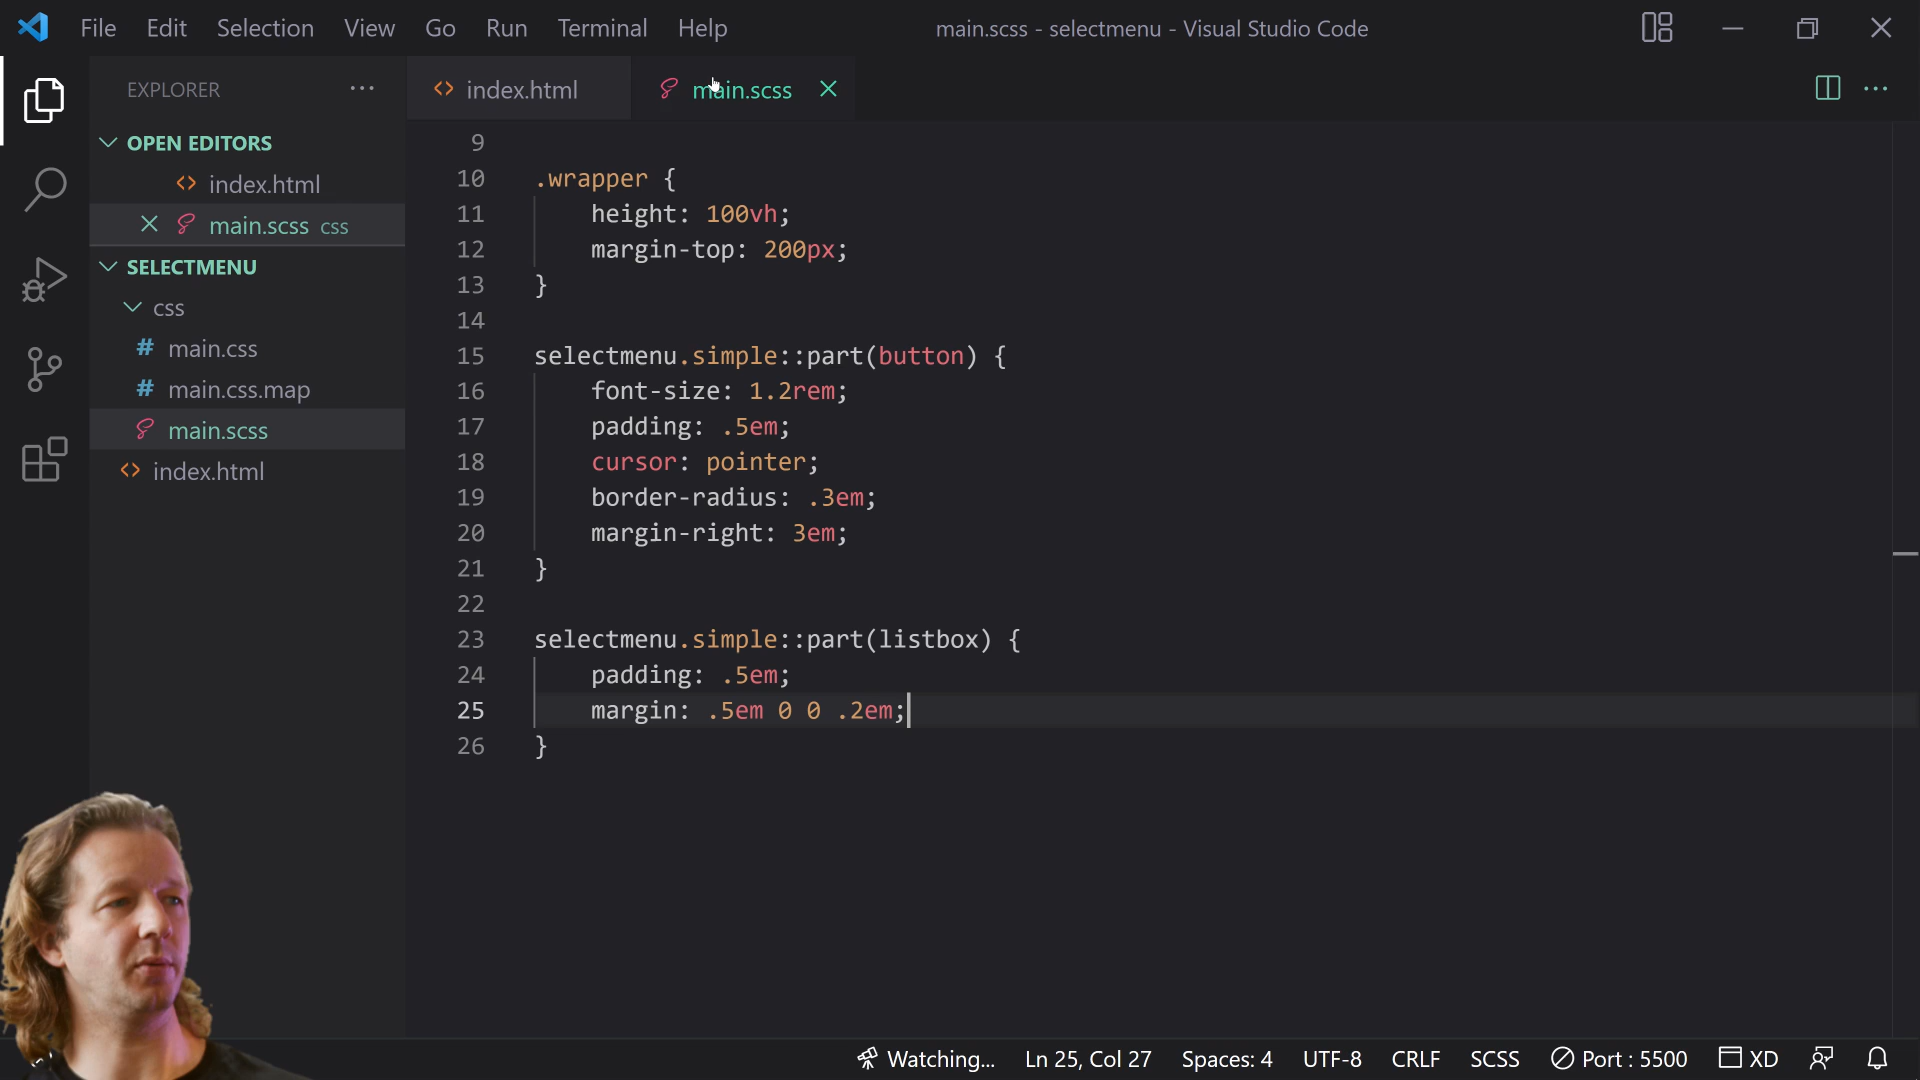 File Edit Selection View Go Run Terminal Help main.scss - selectmenu - Visual Studio Code
EXPLORER
index.html
main.scss
OPEN EDITORS
index.html
main.scss css
SELECTMENU
css
main.css
main.css.map
main.scss
index.html
9
10 .wrapper {
11 height: 100vh;
12 margin-top: 200px;
13 }
14
15 selectmenu.simple::part(button) {
16 font-size: 1.2rem;
17 padding: .5em;
18 cursor: pointer;
19 border-radius: .3em;
20 margin-right: 3em;
21 }
22
23 selectmenu.simple::part(listbox) {
24 padding: .5em;
25 margin: .5em 0 0 .2em;
26 }
Watching... Ln 25, Col 27 Spaces: 4 UTF-8 CRLF SCSS Port : 5500 XD